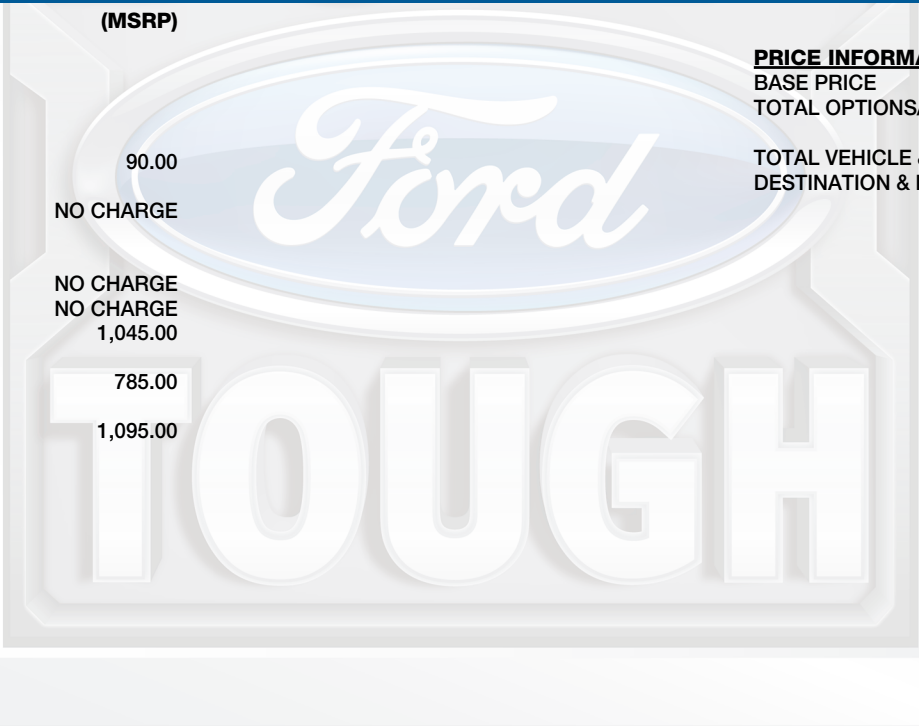 (MSRP)
PRICE INFORMA
BASE PRICE
TOTAL OPTIONS
90.00
TOTAL VEHICLE &
DESTINATION &
NO CHARGE
NO CHARGE
NO CHARGE
1,045.00
785.00
1,095.00
Ford
TOUGH